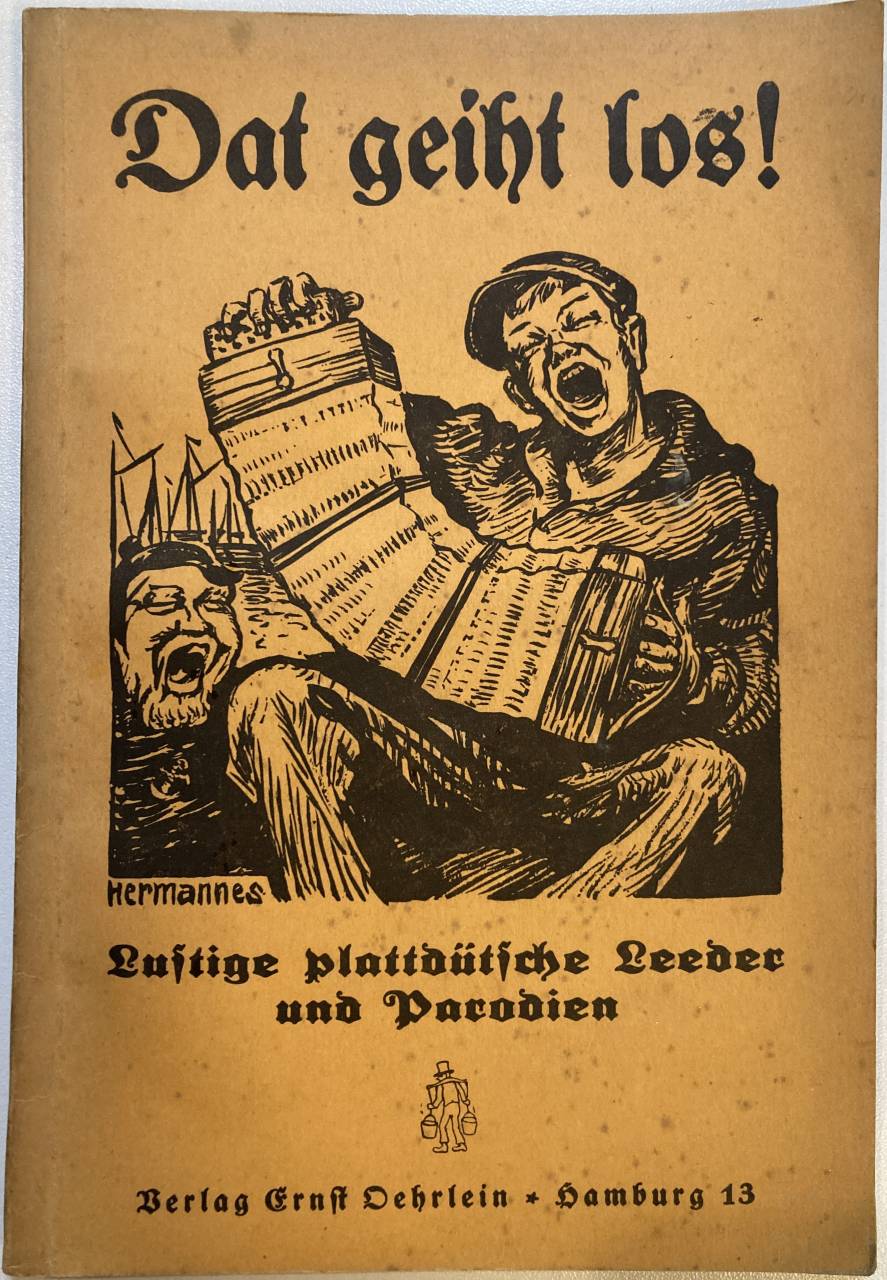 Dat geiht los!
Hermannes
Lustige plattdütsche Leeder
und Parodien
Verlag Ernst Oehrlein * Hamburg 13